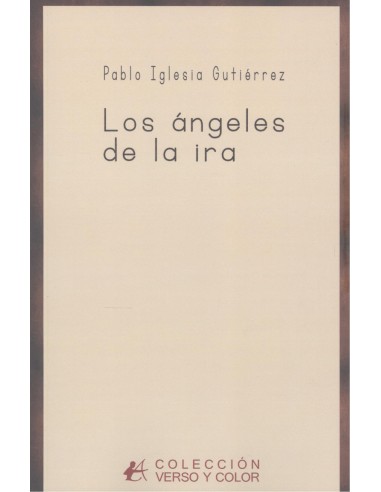 Pablo Iglesia Gutiérrez
Los ángeles
de la ira
COLECCIÓN
VERSO Y COLOR